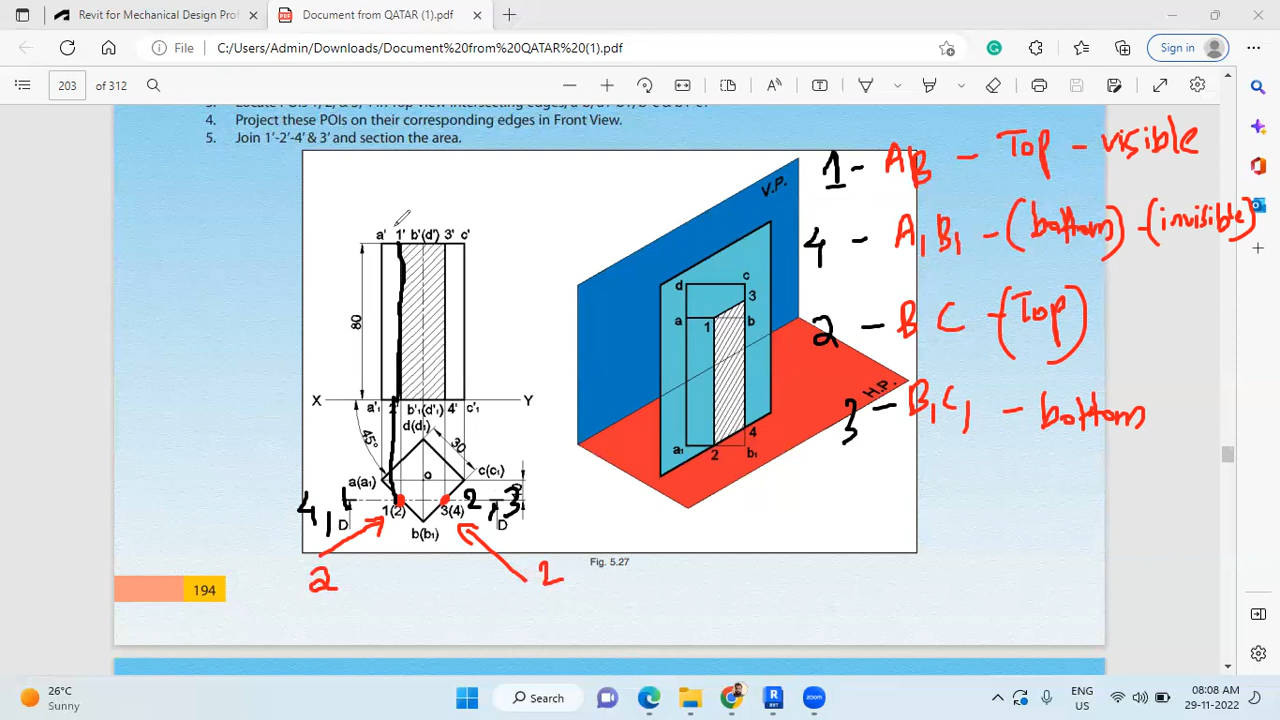 Revit for Mechanical Design Prof
Document from QATAR (1).pdf
File
C:/Users/Admin/Downloads/Document%20from%20QATAR%20(1).pdf
Sign in
203 of 312
4. Project these POIs on their corresponding edges in Front View.
5. Join 1'-2'-4' & 3' and section the area.
1 - AB - Top - visible
4 - A1B1 - (bottom) - (invisible)
2 - BC - (Top)
3 - B1C1 - bottom
V.P.
H.P.
a' 1' b'(d') 3' c'
80
X
Y
a'1 2' b'1(d'1) 4' c'1
d(d1)
45°
30
a(a1)
o
c(c1)
4, 1
2, 3
D
1(2)
3(4)
D
b(b1)
2
2
d
c
3
a
1
b
4
a1
2
b1
Fig. 5.27
194
26°C
Sunny
Search
ENG
US
08:08 AM
29-11-2022